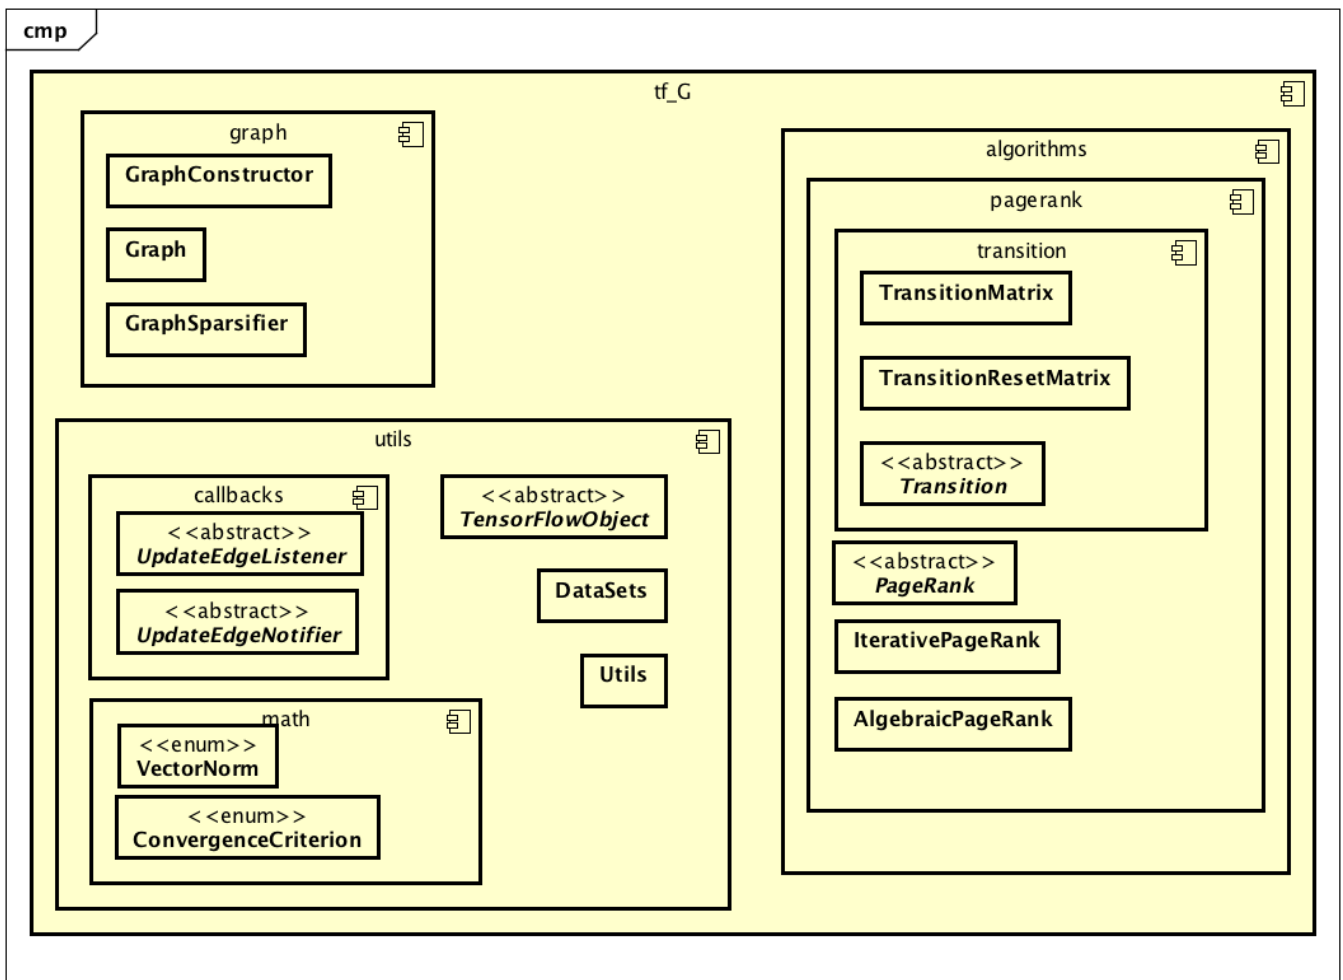 cmp
tf_G
graph
GraphConstructor
Graph
GraphSparsifier
utils
callbacks
<<abstract>>
UpdateEdgeListener
<<abstract>>
UpdateEdgeNotifier
math
<<enum>>
VectorNorm
<<enum>>
ConvergenceCriterion
<<abstract>>
TensorFlowObject
DataSets
Utils
algorithms
pagerank
transition
TransitionMatrix
TransitionResetMatrix
<<abstract>>
Transition
<<abstract>>
PageRank
IterativePageRank
AlgebraicPageRank